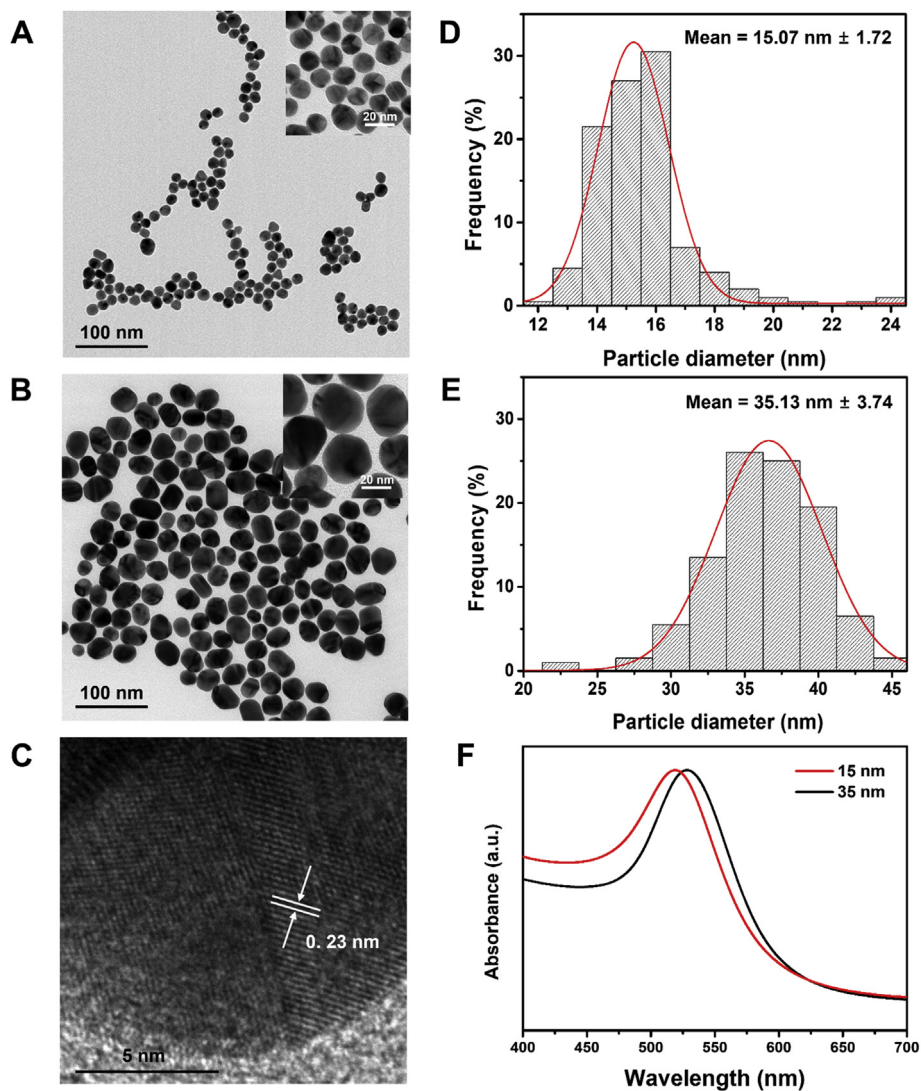 A
20 nm
100 nm
D
Mean = 15.07 nm ± 1.72
Frequency (%)
30
20
10
0
12 14 16 18 20 22 24
Particle diameter (nm)
B
20 nm
100 nm
E
Mean = 35.13 nm ± 3.74
Frequency (%)
30
20
10
0
20 25 30 35 40 45
Particle diameter (nm)
C
0. 23 nm
5 nm
F
15 nm
35 nm
Absorbance (a.u.)
400 450 500 550 600 650 700
Wavelength (nm)